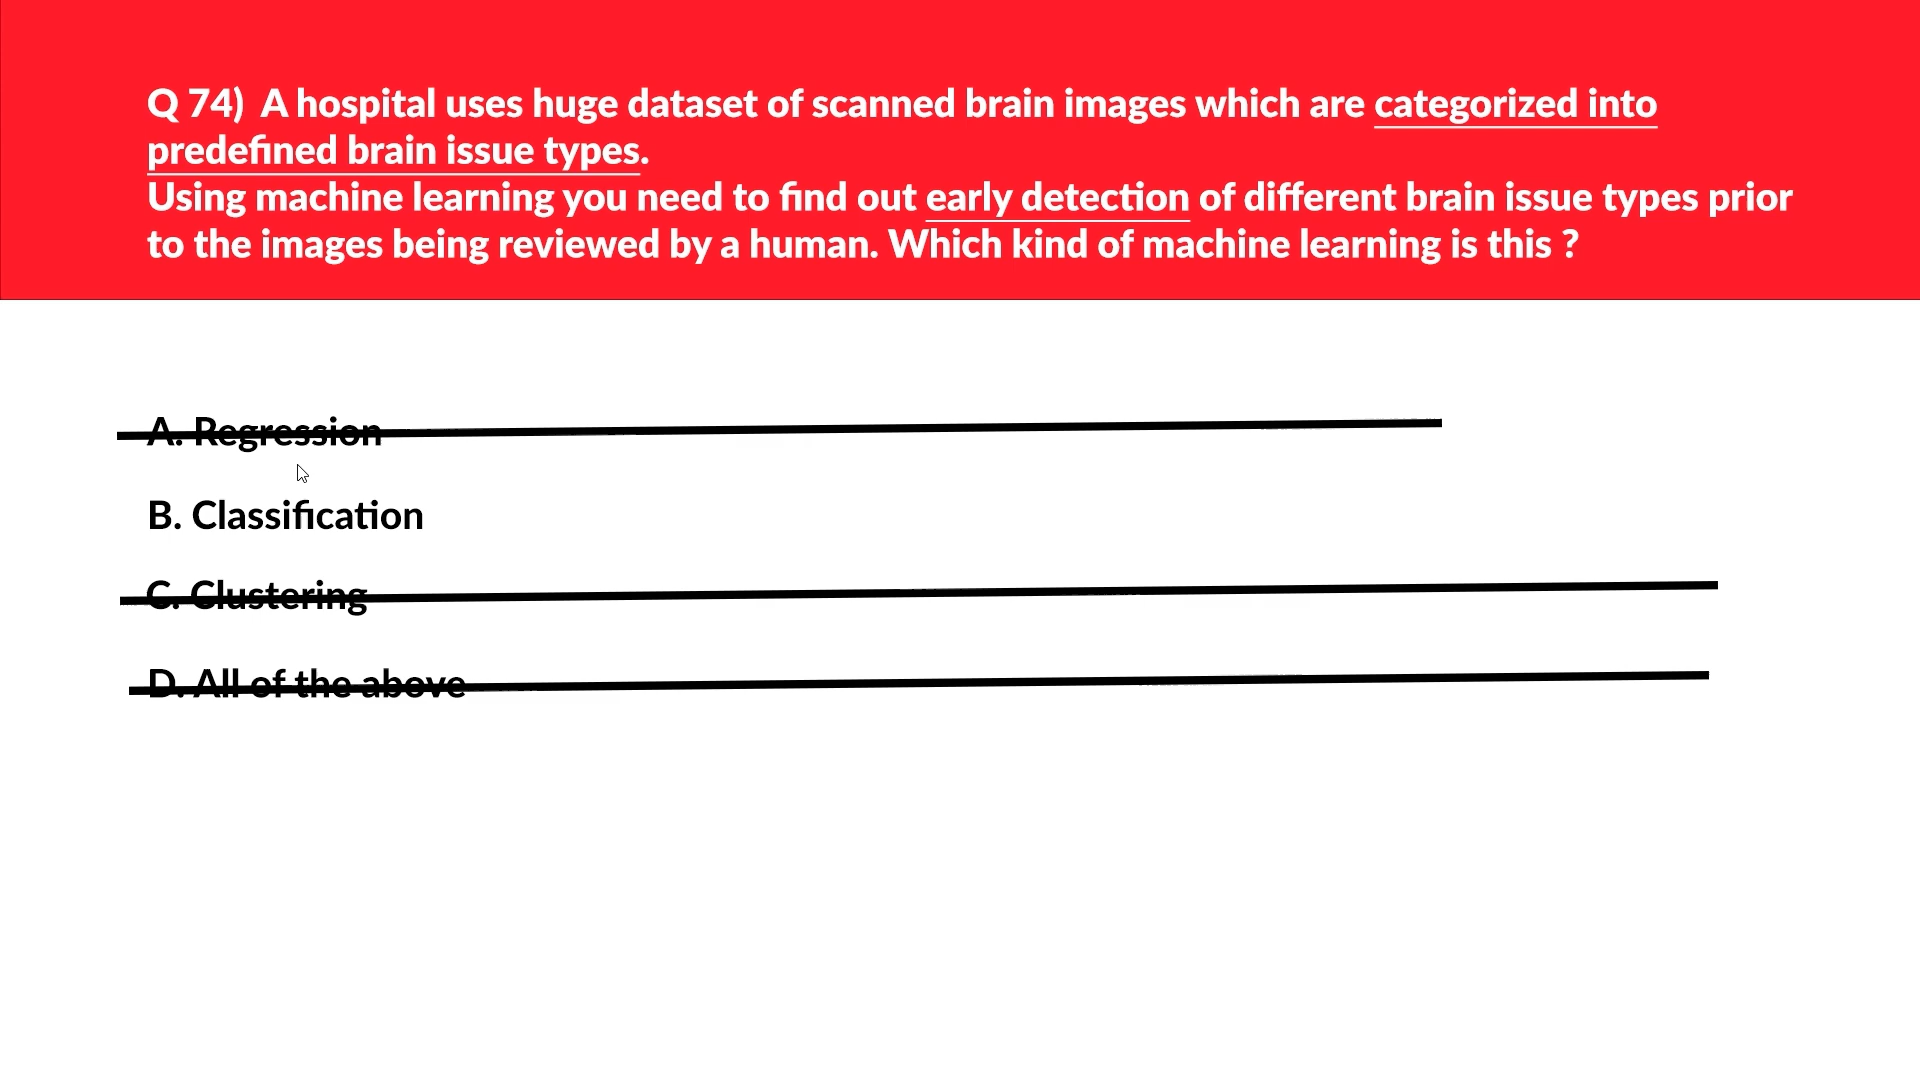 Q 74) A hospital uses huge dataset of scanned brain images which are categorized into
predefined brain issue types.
Using machine learning you need to find out early detection of different brain issue types prior
to the images being reviewed by a human. Which kind of machine learning is this ?
A. Regression
B. Classification
C. Clustering
D. All of the above